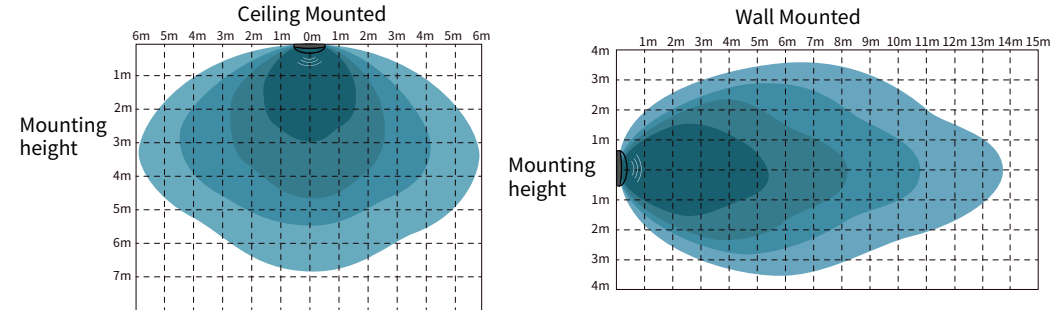 Ceiling Mounted
6m 5m 4m 3m 2m 1m 0m 1m 2m 3m 4m 5m 6m
1m
2m
3m
4m
5m
6m
7m
Mounting
height
Wall Mounted
1m 2m 3m 4m 5m 6m 7m 8m 9m 10m 11m 12m 13m 14m 15m
4m
3m
2m
1m
0m
1m
2m
3m
4m
Mounting
height